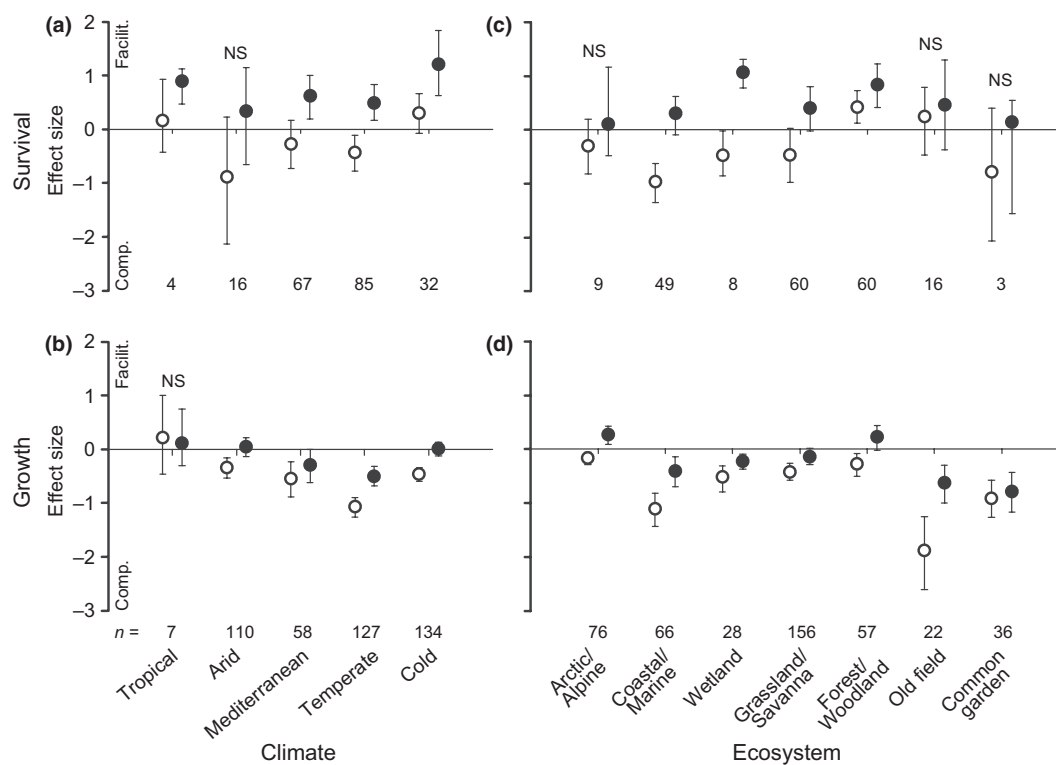 (a)
2
1
0
–1
–2
–3
Facilit.
Comp.
Survival
Effect size
NS
4 16 67 85 32
(c)
NS NS NS
9 49 8 60 60 16 3
(b)
2
1
0
–1
–2
–3
Facilit.
Comp.
Growth
Effect size
NS
n = 7 110 58 127 134
Tropical
Arid
Mediterranean
Temperate
Cold
Climate
(d)
76 66 28 156 57 22 36
Arctic/
Alpine
Coastal/
Marine
Wetland
Grassland/
Savanna
Forest/
Woodland
Old field
Common
garden
Ecosystem